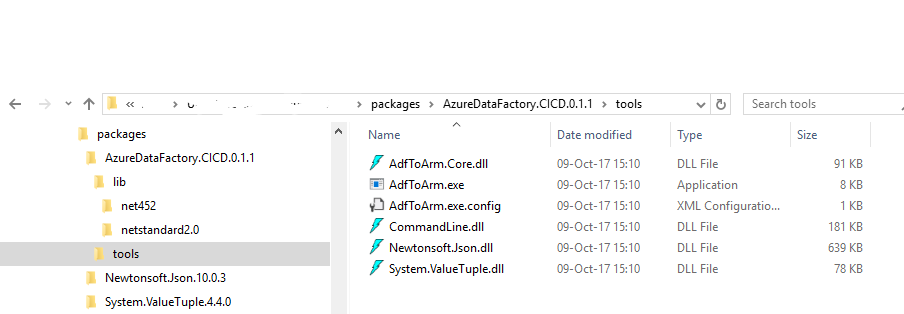 « packages › AzureDataFactory.CICD.0.1.1 › tools Search tools
packages
AzureDataFactory.CICD.0.1.1
lib
net452
netstandard2.0
tools
Newtonsoft.Json.10.0.3
System.ValueTuple.4.4.0
Name Date modified Type Size
AdfToArm.Core.dll 09-Oct-17 15:10 DLL File 91 KB
AdfToArm.exe 09-Oct-17 15:10 Application 8 KB
AdfToArm.exe.config 09-Oct-17 15:10 XML Configuratio... 1 KB
CommandLine.dll 09-Oct-17 15:10 DLL File 181 KB
Newtonsoft.Json.dll 09-Oct-17 15:10 DLL File 639 KB
System.ValueTuple.dll 09-Oct-17 15:10 DLL File 78 KB